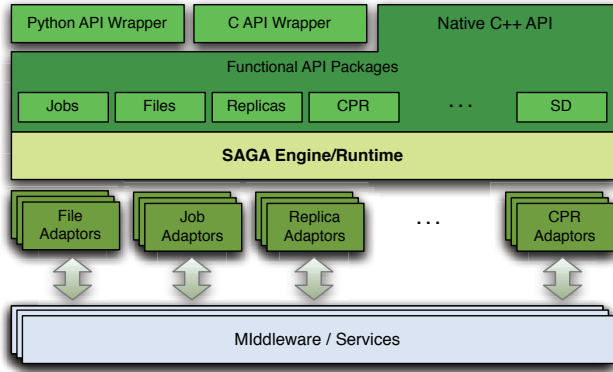 Python API Wrapper
C API Wrapper
Native C++ API
Functional API Packages
Jobs
Files
Replicas
CPR
. . .
SD
SAGA Engine/Runtime
File
Adaptors
Job
Adaptors
Replica
Adaptors
. . .
CPR
Adaptors
MIddleware / Services